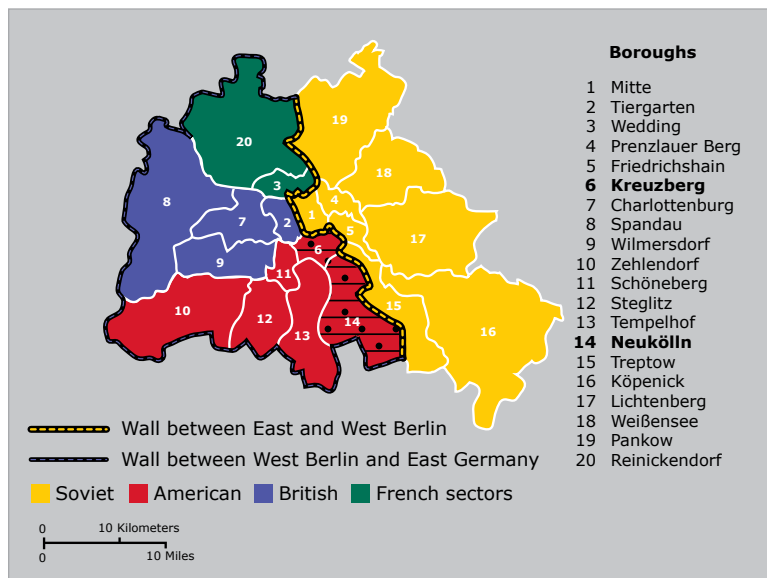 Boroughs
1 Mitte
2 Tiergarten
3 Wedding
4 Prenzlauer Berg
5 Friedrichshain
6 Kreuzberg
7 Charlottenburg
8 Spandau
9 Wilmersdorf
10 Zehlendorf
11 Schöneberg
12 Steglitz
13 Tempelhof
14 Neukölln
15 Treptow
16 Köpenick
17 Lichtenberg
18 Weißensee
19 Pankow
20 Reinickendorf
19
20
18
3
4
8
1
7
2
5
17
6
9
11
15
10
12
14
13
16
Wall between East and West Berlin
Wall between West Berlin and East Germany
Soviet American British French sectors
0 10 Kilometers
0 10 Miles